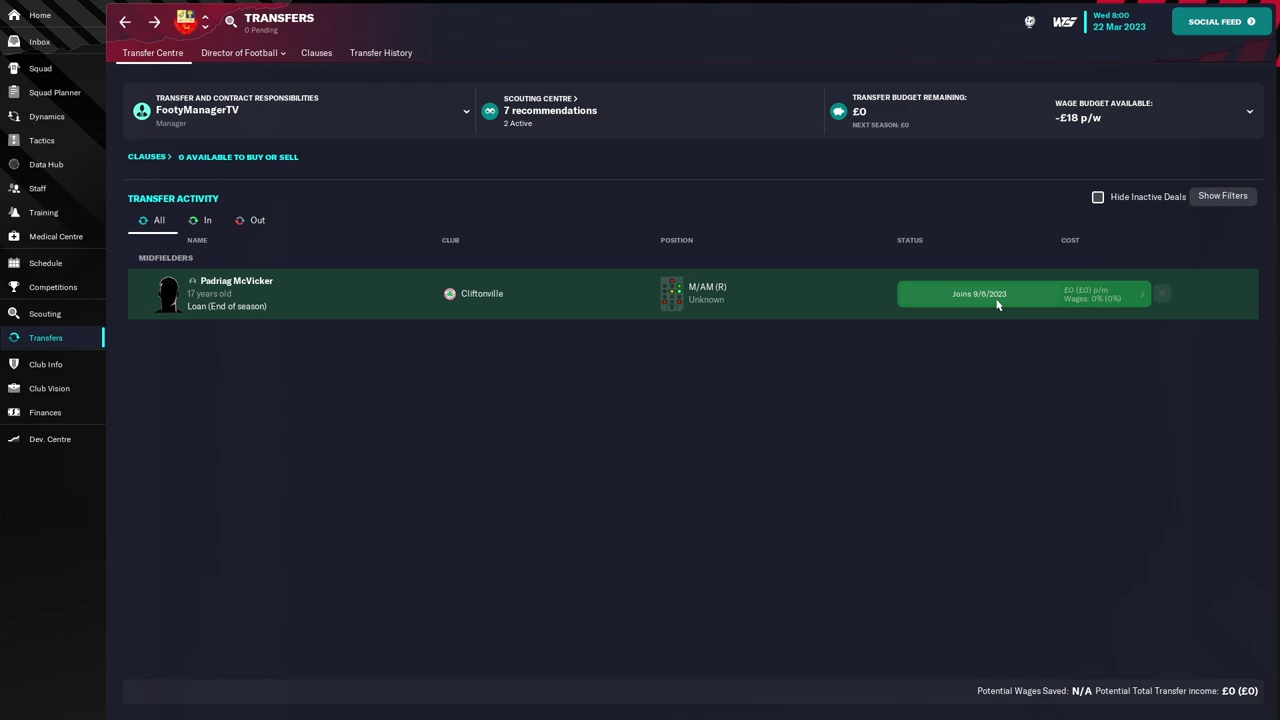 Home
Inbox
Squad
Squad Planner
Dynamics
Tactics
Data Hub
Staff
Training
Medical Centre
Schedule
Competitions
Scouting
Transfers
Club Info
Club Vision
Finances
Dev. Centre
TRANSFERS
0 Pending
Wed 8:00
22 Mar 2023
SOCIAL FEED
Transfer Centre
Director of Football
Clauses
Transfer History
TRANSFER AND CONTRACT RESPONSIBILITIES
FootyManagerTV
Manager
SCOUTING CENTRE >
7 recommendations
2 Active
TRANSFER BUDGET REMAINING:
£0
NEXT SEASON: £0
WAGE BUDGET AVAILABLE:
-£18 p/w
CLAUSES > 0 AVAILABLE TO BUY OR SELL
TRANSFER ACTIVITY
Hide Inactive Deals
Show Filters
All
In
Out
NAME CLUB POSITION STATUS COST
MIDFIELDERS
Padriag McVicker
17 years old
Loan (End of season)
Cliftonville
M/AM (R)
Unknown
Joins 9/6/2023
£0 (£0) p/m
Wages: 0% (0%)
Potential Wages Saved: N/A Potential Total Transfer income: £0 (£0)